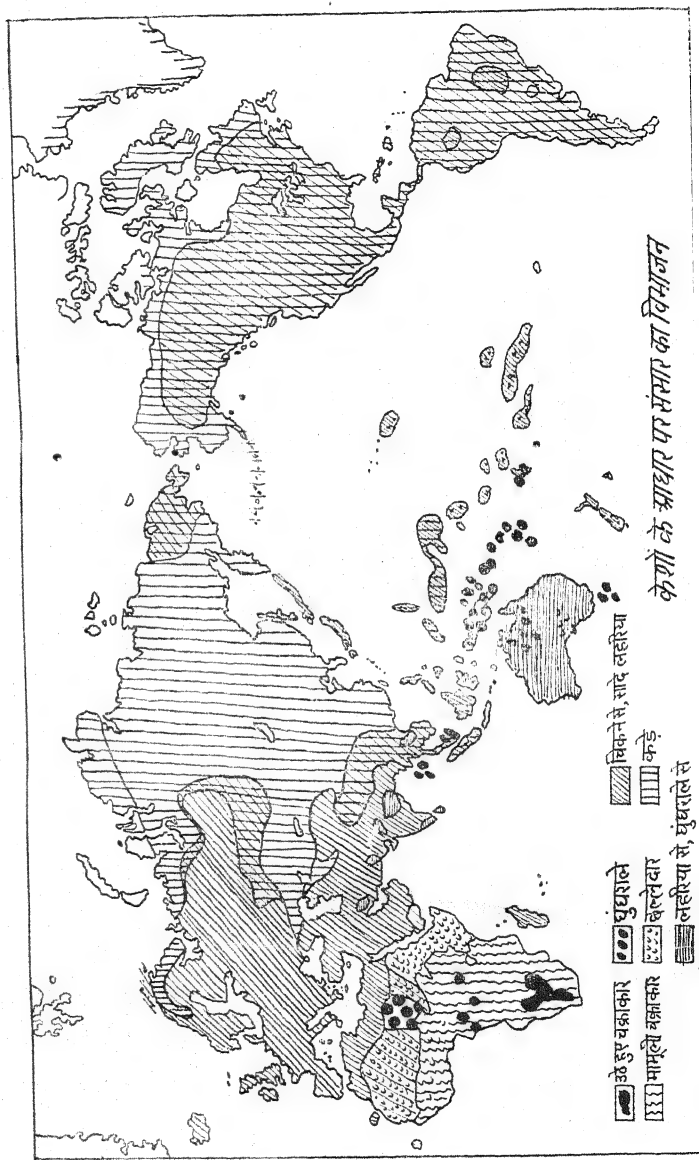 केशों के आधार पर संसार का विभाजन
उठे हुए चक्राकार
मामूली चक्राकार
घुंघराले
छल्लेदार
लहरिया से, घुंघराले से
चिकने से, सादे लहरिया
कड़े